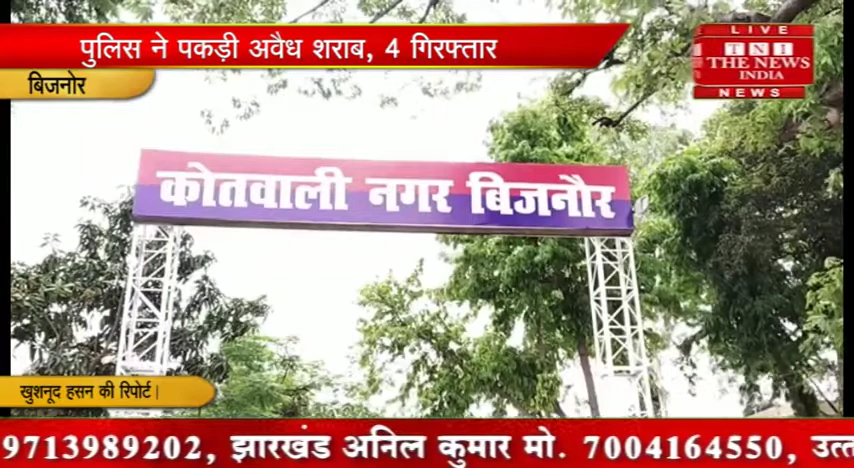 पुलिस ने पकड़ी अवैध शराब, 4 गिरफ्तार
बिजनोर
LIVE
TNI
THE NEWS
INDIA
NEWS
कोतवाली नगर बिजनौर
खुशनूद हसन की रिपोर्ट।
9713989202, झारखंड अनिल कुमार मो. 7004164550,